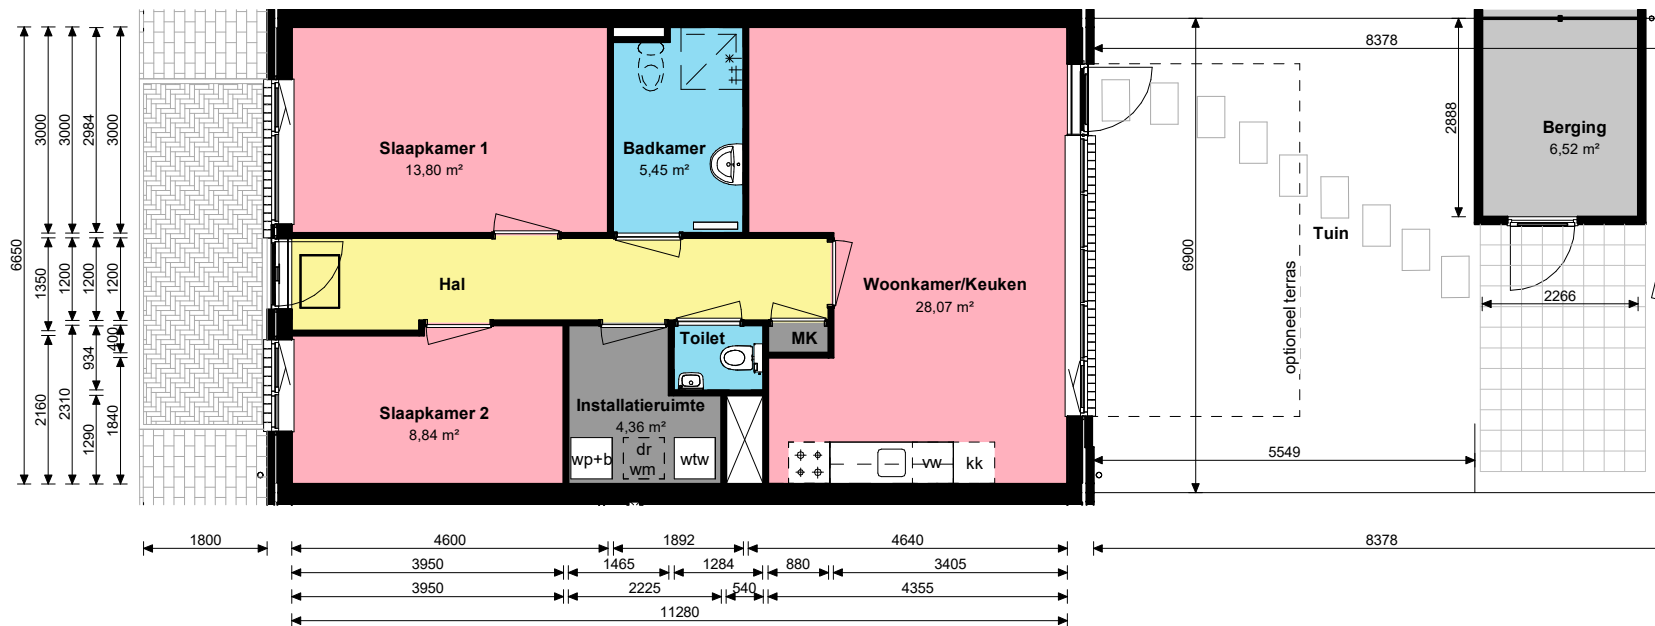 8378
6650
3000
3000
2984
3000
1350
1200
1200
1200
2160
2310
934
400
1290
1840
Slaapkamer 1
13,80 m²
Badkamer
5,45 m²
Woonkamer/Keuken
28,07 m²
Hal
Slaapkamer 2
8,84 m²
Installatieruimte
4,36 m²
wp+b
dr
wm
wtw
Toilet
MK
vw
kk
optioneel terras
Tuin
6900
2888
Berging
6,52 m²
2266
5549
1800
4600
1892
4640
8378
3950
1465
1284
880
3405
3950
2225
540
4355
11280